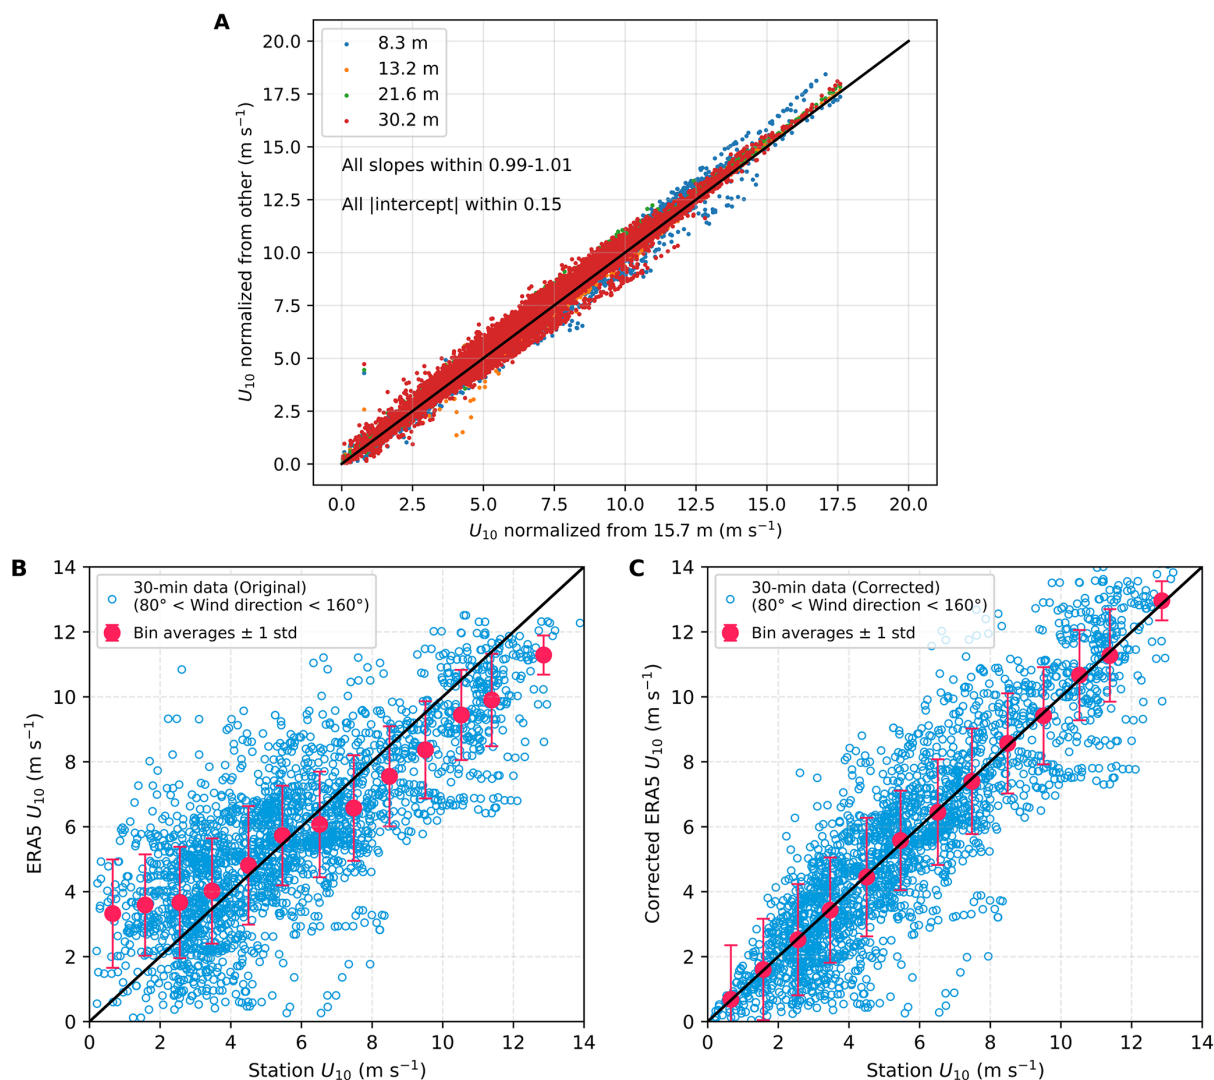 A
20.0
17.5
15.0
12.5
10.0
7.5
5.0
2.5
0.0
U10 normalized from other (m s−1)
8.3 m
13.2 m
21.6 m
30.2 m
All slopes within 0.99-1.01
All |intercept| within 0.15
0.0 2.5 5.0 7.5 10.0 12.5 15.0 17.5 20.0
U10 normalized from 15.7 m (m s−1)
B
14
12
10
8
6
4
2
0
ERA5 U10 (m s−1)
30-min data (Original)
(80° < Wind direction < 160°)
Bin averages ± 1 std
0 2 4 6 8 10 12 14
Station U10 (m s−1)
C
14
12
10
8
6
4
2
0
Corrected ERA5 U10 (m s−1)
30-min data (Corrected)
(80° < Wind direction < 160°)
Bin averages ± 1 std
0 2 4 6 8 10 12 14
Station U10 (m s−1)